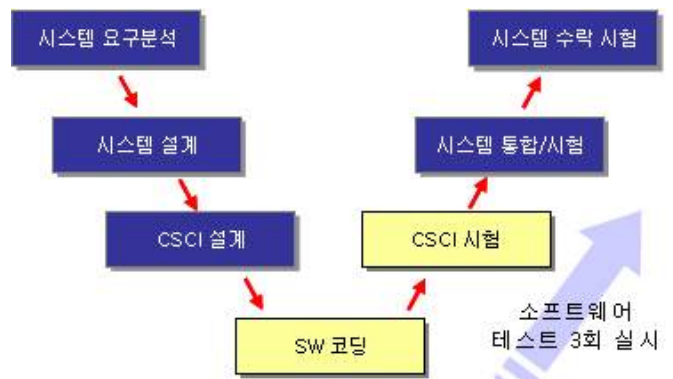 시스템 요구분석
시스템 수락 시험
시스템 설계
시스템 통합/시험
CSCI 설계
CSCI 시험
SW 코딩
소프트웨어
테스트 3회 실시